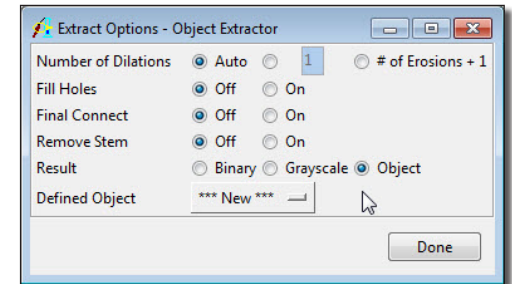 Extract Options - Object Extractor
Number of Dilations Auto 1 # of Erosions + 1
Fill Holes Off On
Final Connect Off On
Remove Stem Off On
Result Binary Grayscale Object
Defined Object *** New ***
Done